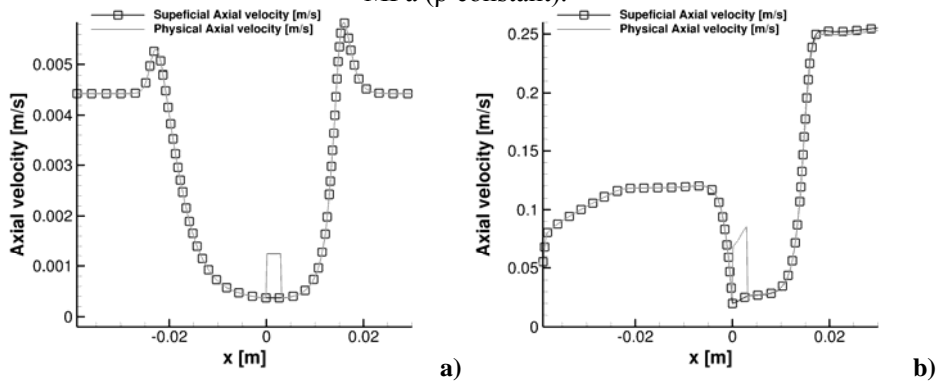 MPa (ρ constant).
Supeficial Axial velocity [m/s]
Physical Axial velocity [m/s]
0.005
0.004
0.003
0.002
0.001
0
Axial velocity [m/s]
-0.02
0
0.02
x [m]
a)
Supeficial Axial velocity [m/s]
Physical Axial velocity [m/s]
0.25
0.2
0.15
0.1
0.05
0
Axial velocity [m/s]
-0.02
0
0.02
x [m]
b)